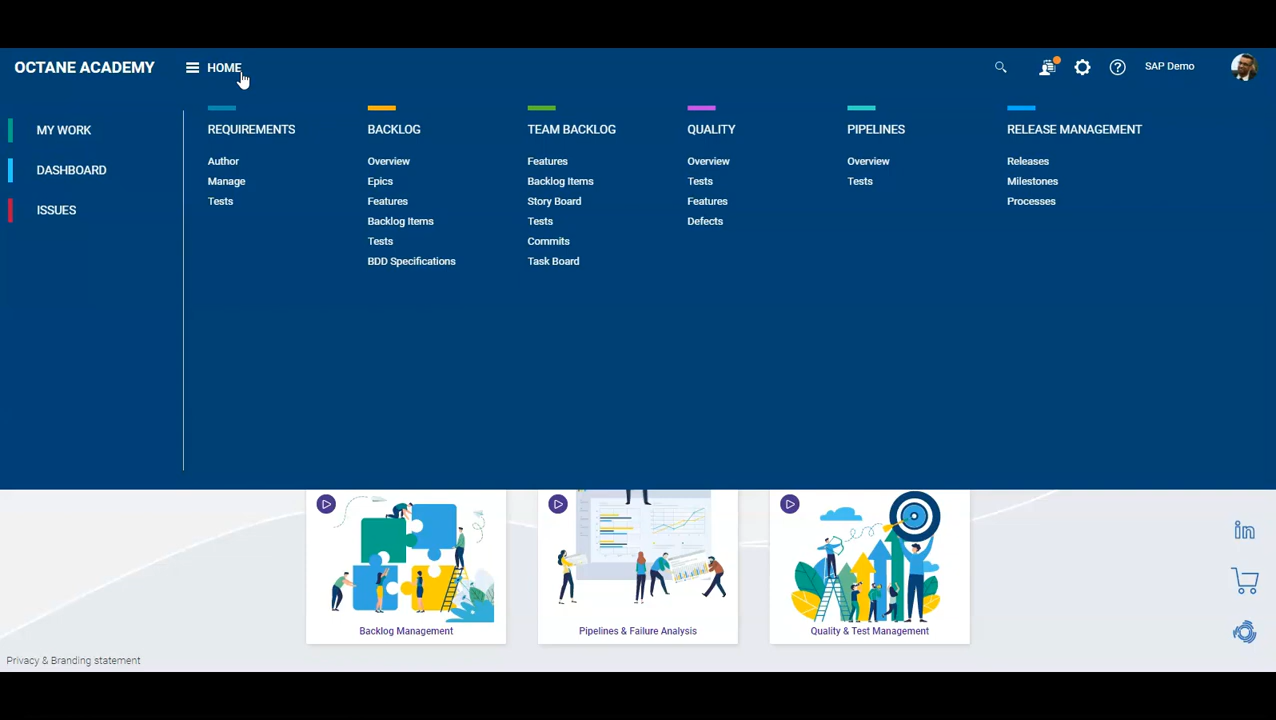 OCTANE ACADEMY
HOME
SAP Demo
MY WORK
DASHBOARD
ISSUES
REQUIREMENTS
Author
Manage
Tests
BACKLOG
Overview
Epics
Features
Backlog Items
Tests
BDD Specifications
TEAM BACKLOG
Features
Backlog Items
Story Board
Tests
Commits
Task Board
QUALITY
Overview
Tests
Features
Defects
PIPELINES
Overview
Tests
RELEASE MANAGEMENT
Releases
Milestones
Processes
Backlog Management
Pipelines & Failure Analysis
Quality & Test Management
in
Privacy & Branding statement